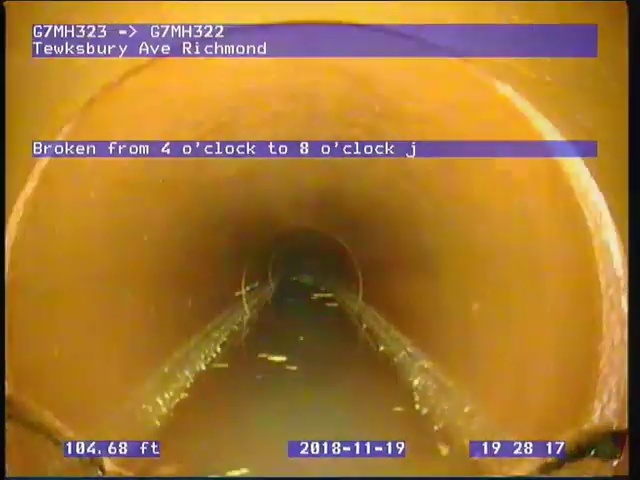 G7MH323 -> G7MH322
Tewksbury Ave Richmond
Broken from 4 o'clock to 8 o'clock j
104.68 ft 2018-11-19 19 28 17